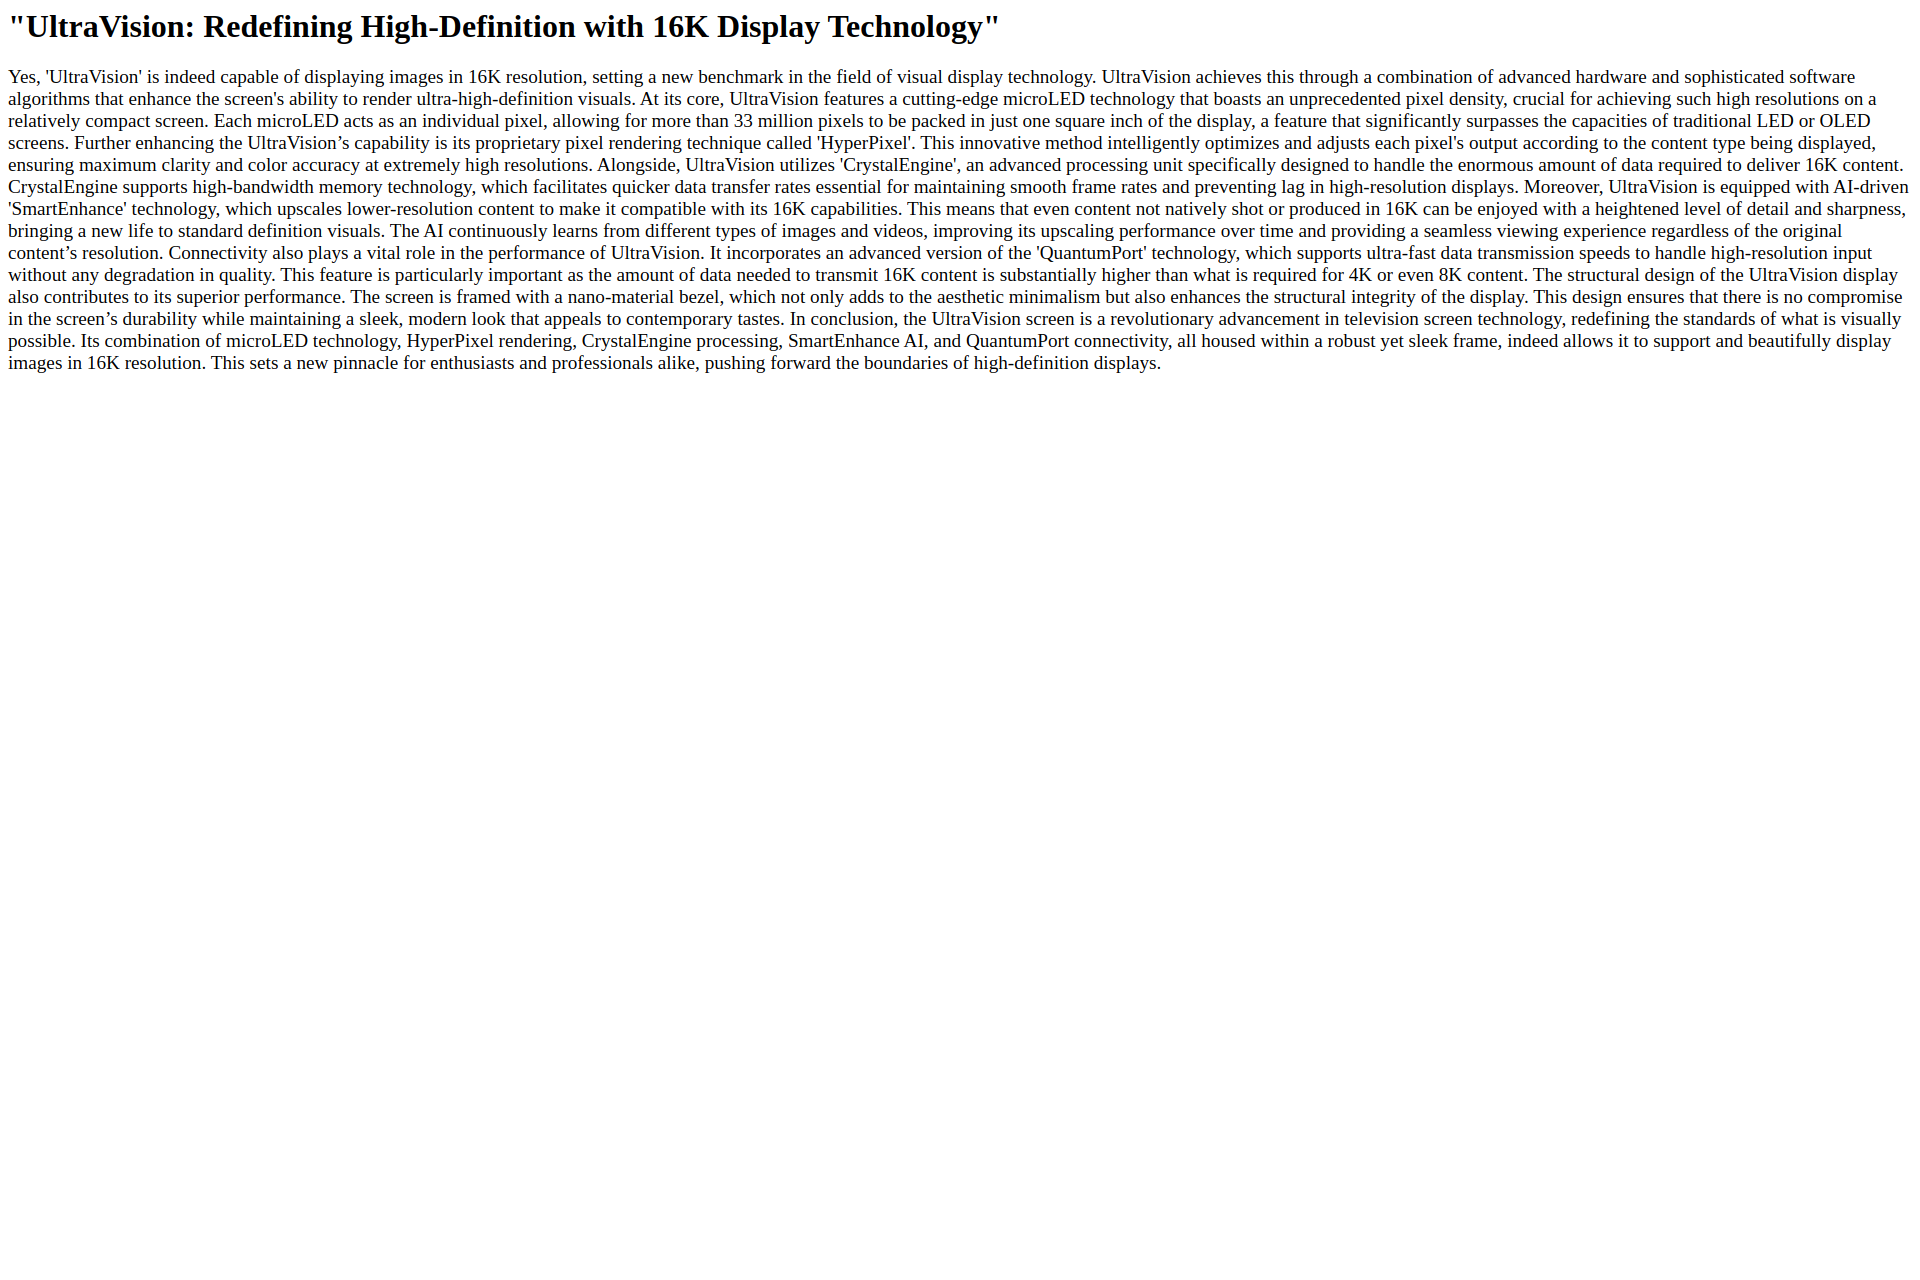 "UltraVision: Redefining High-Definition with 16K Display Technology"
Yes, 'UltraVision' is indeed capable of displaying images in 16K resolution, setting a new benchmark in the field of visual display technology. UltraVision achieves this through a combination of advanced hardware and sophisticated software
algorithms that enhance the screen's ability to render ultra-high-definition visuals. At its core, UltraVision features a cutting-edge microLED technology that boasts an unprecedented pixel density, crucial for achieving such high resolutions on a
relatively compact screen. Each microLED acts as an individual pixel, allowing for more than 33 million pixels to be packed in just one square inch of the display, a feature that significantly surpasses the capacities of traditional LED or OLED
screens. Further enhancing the UltraVision’s capability is its proprietary pixel rendering technique called 'HyperPixel'. This innovative method intelligently optimizes and adjusts each pixel's output according to the content type being displayed,
ensuring maximum clarity and color accuracy at extremely high resolutions. Alongside, UltraVision utilizes 'CrystalEngine', an advanced processing unit specifically designed to handle the enormous amount of data required to deliver 16K content.
CrystalEngine supports high-bandwidth memory technology, which facilitates quicker data transfer rates essential for maintaining smooth frame rates and preventing lag in high-resolution displays. Moreover, UltraVision is equipped with AI-driven
'SmartEnhance' technology, which upscales lower-resolution content to make it compatible with its 16K capabilities. This means that even content not natively shot or produced in 16K can be enjoyed with a heightened level of detail and sharpness,
bringing a new life to standard definition visuals. The AI continuously learns from different types of images and videos, improving its upscaling performance over time and providing a seamless viewing experience regardless of the original
content’s resolution. Connectivity also plays a vital role in the performance of UltraVision. It incorporates an advanced version of the 'QuantumPort' technology, which supports ultra-fast data transmission speeds to handle high-resolution input
without any degradation in quality. This feature is particularly important as the amount of data needed to transmit 16K content is substantially higher than what is required for 4K or even 8K content. The structural design of the UltraVision display
also contributes to its superior performance. The screen is framed with a nano-material bezel, which not only adds to the aesthetic minimalism but also enhances the structural integrity of the display. This design ensures that there is no compromise
in the screen’s durability while maintaining a sleek, modern look that appeals to contemporary tastes. In conclusion, the UltraVision screen is a revolutionary advancement in television screen technology, redefining the standards of what is visually
possible. Its combination of microLED technology, HyperPixel rendering, CrystalEngine processing, SmartEnhance AI, and QuantumPort connectivity, all housed within a robust yet sleek frame, indeed allows it to support and beautifully display
images in 16K resolution. This sets a new pinnacle for enthusiasts and professionals alike, pushing forward the boundaries of high-definition displays.